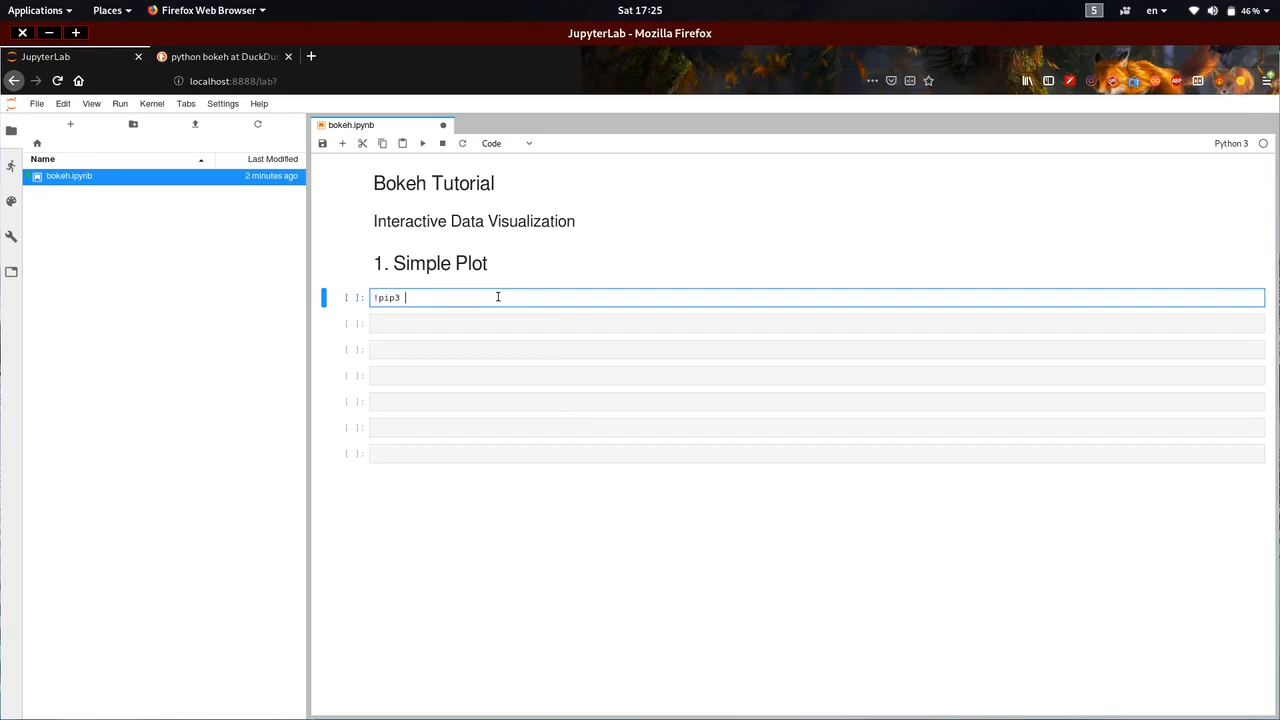 Applications Places Firefox Web Browser Sat 17:25 5 en 46 %
JupyterLab - Mozilla Firefox
JupyterLab python bokeh at DuckDuc
localhost:8888/lab?
File Edit View Run Kernel Tabs Settings Help
bokeh.ipynb
Code Python 3
Name Last Modified
bokeh.ipynb 2 minutes ago
Bokeh Tutorial
Interactive Data Visualization
1. Simple Plot
[ ]: !pip3
[ ]:
[ ]:
[ ]:
[ ]:
[ ]:
[ ]: